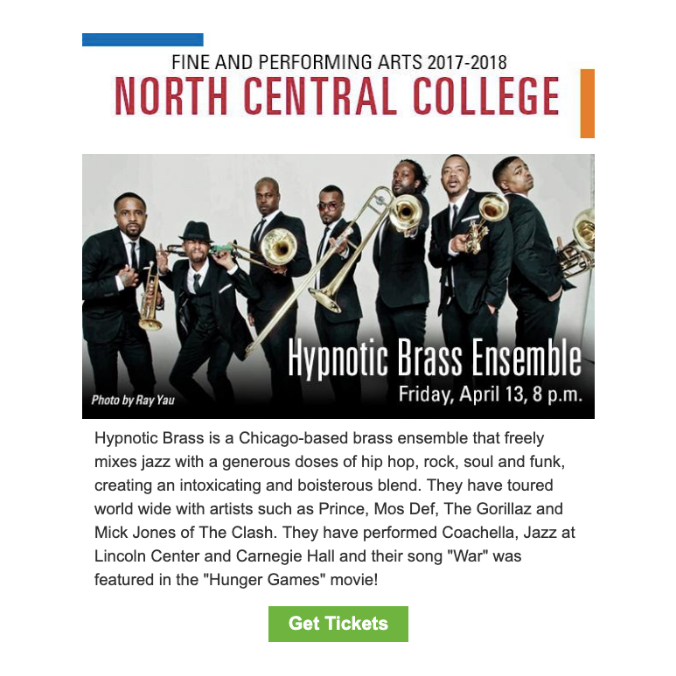 FINE AND PERFORMING ARTS 2017-2018
NORTH CENTRAL COLLEGE
Hypnotic Brass Ensemble
Friday, April 13, 8 p.m.
Photo by Ray Yau
Hypnotic Brass is a Chicago-based brass ensemble that freely
mixes jazz with a generous doses of hip hop, rock, soul and funk,
creating an intoxicating and boisterous blend. They have toured
world wide with artists such as Prince, Mos Def, The Gorillaz and
Mick Jones of The Clash. They have performed Coachella, Jazz at
Lincoln Center and Carnegie Hall and their song "War" was
featured in the "Hunger Games" movie!
Get Tickets